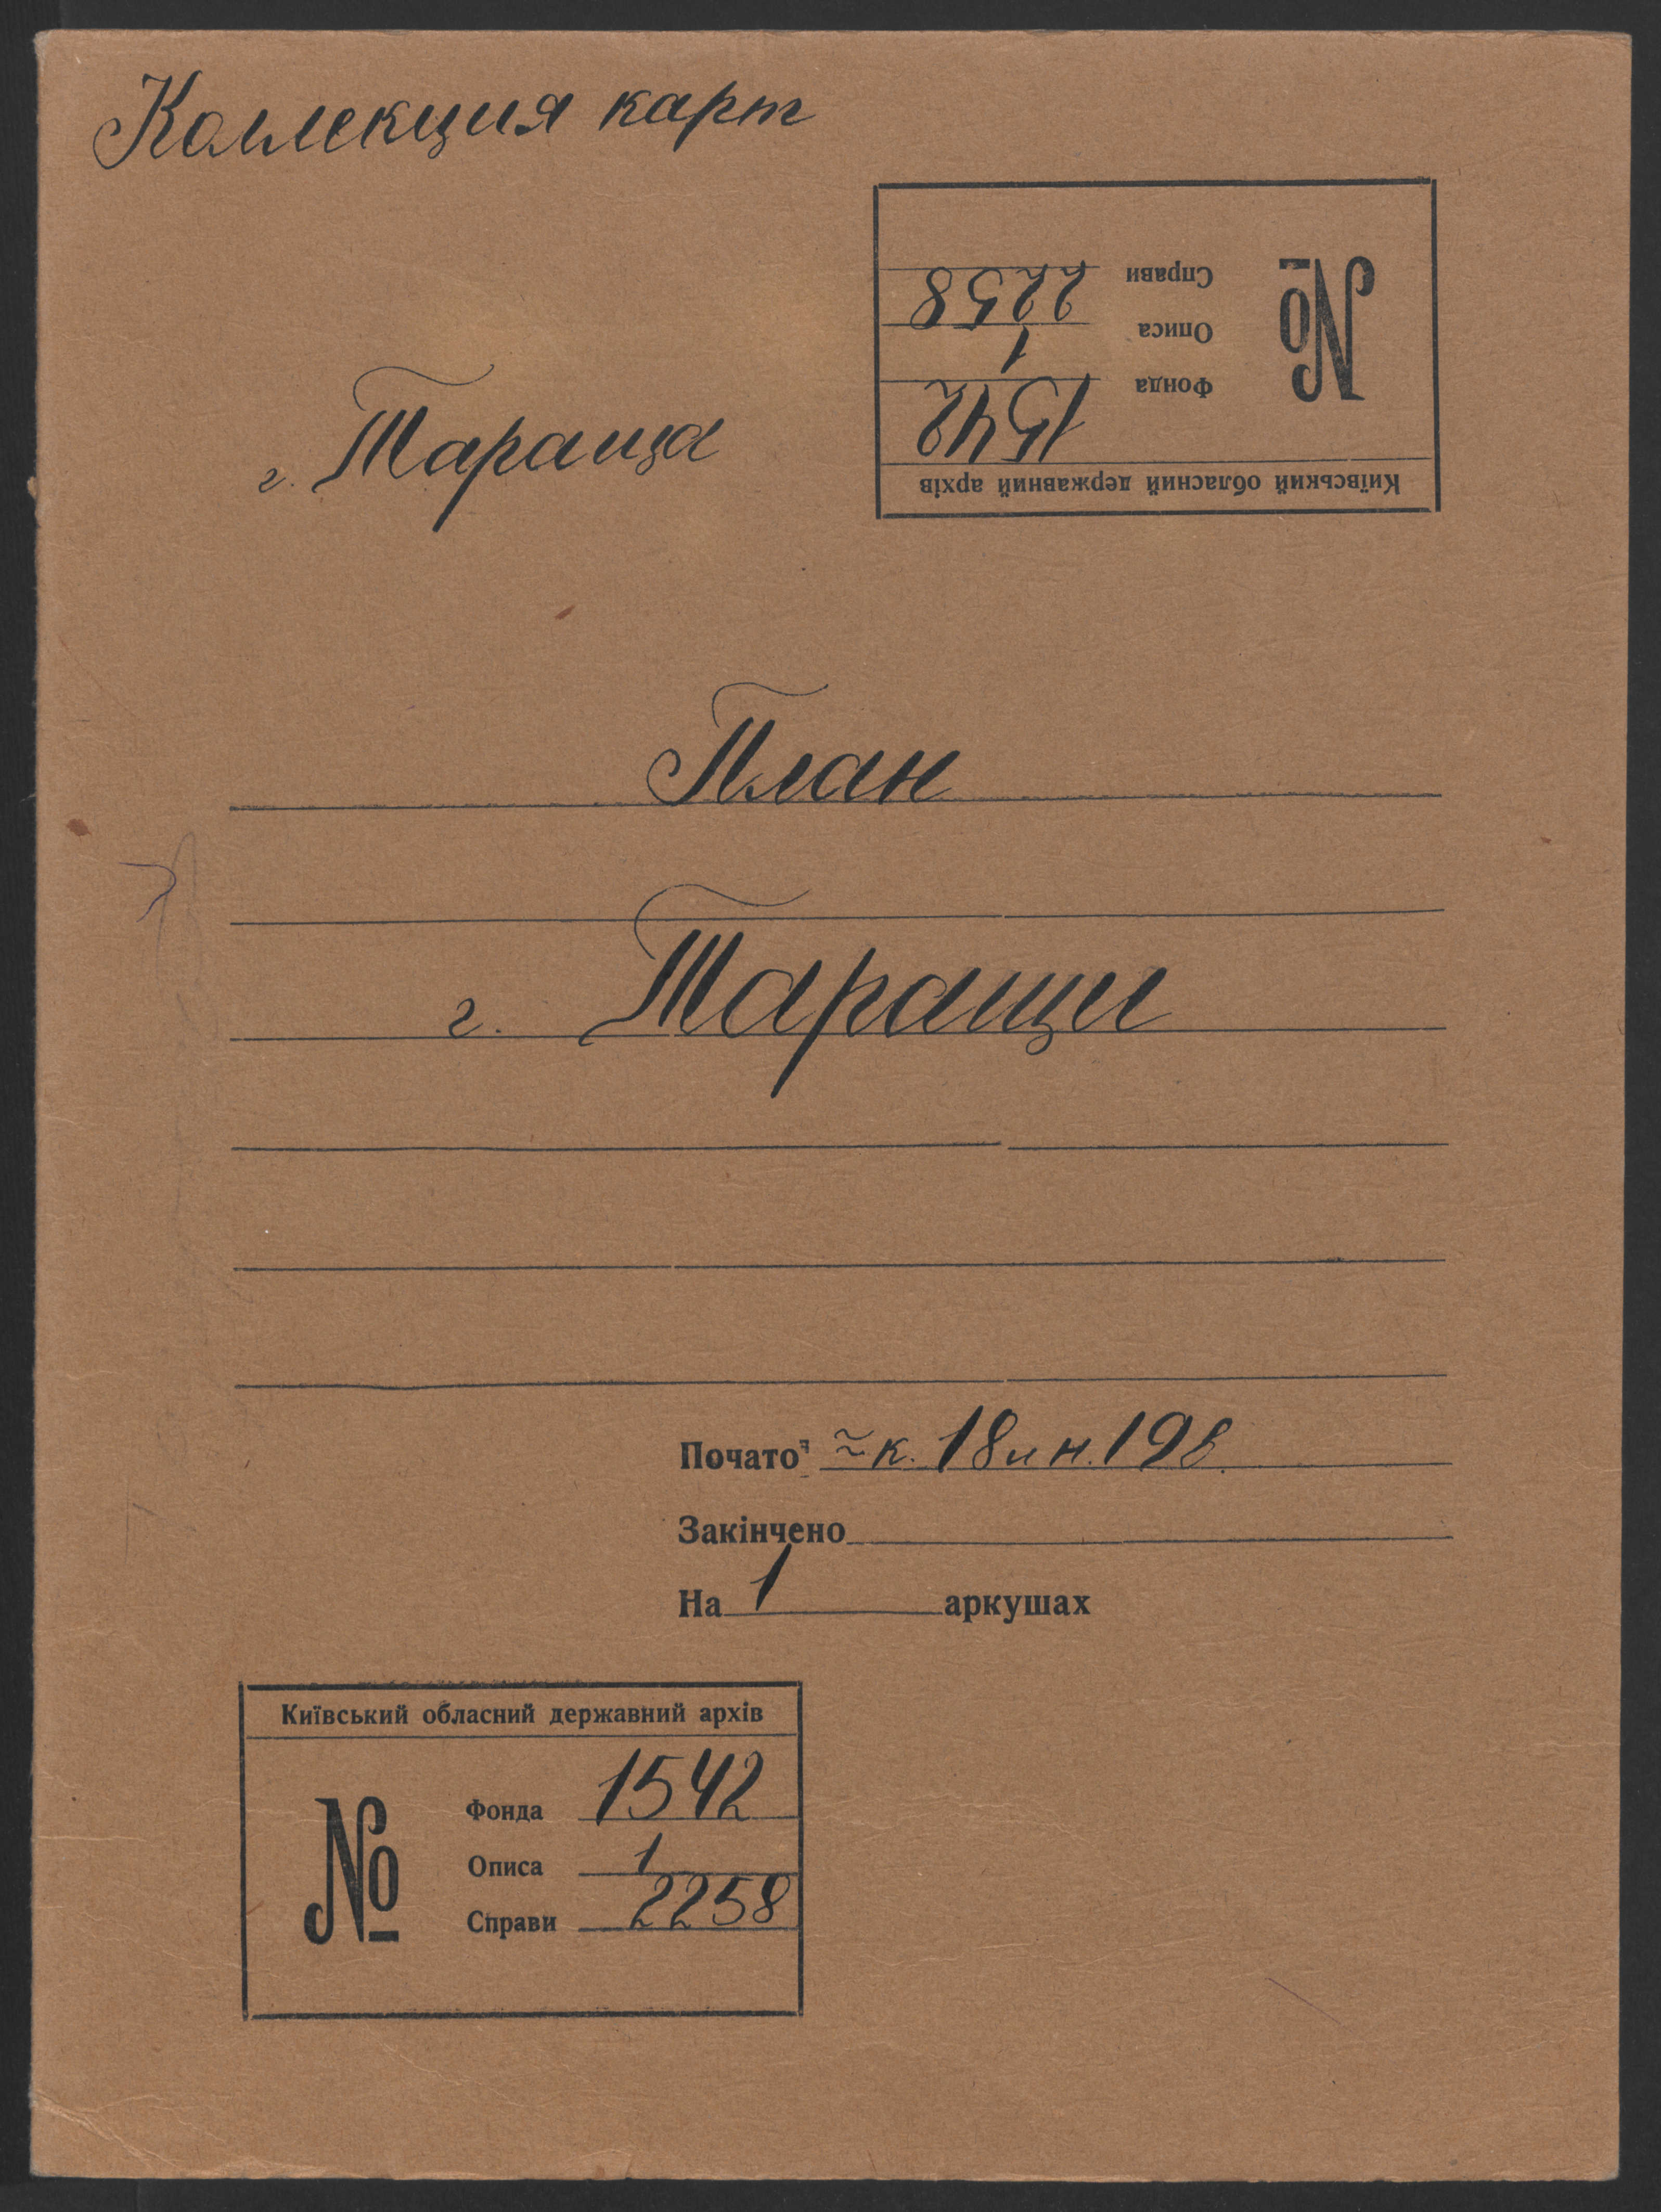 Коллекция карт
Справи 2258
Описа 1
Фонда 1542
№
Київський обласний державний архів
г. Тараща
План
г. Таращи
Почато ~ к. 18 и н. 19 в.
Закінчено
На 1 аркушах
Київський обласний державний архів
№
Фонда 1542
Описа 1
Справи 2258